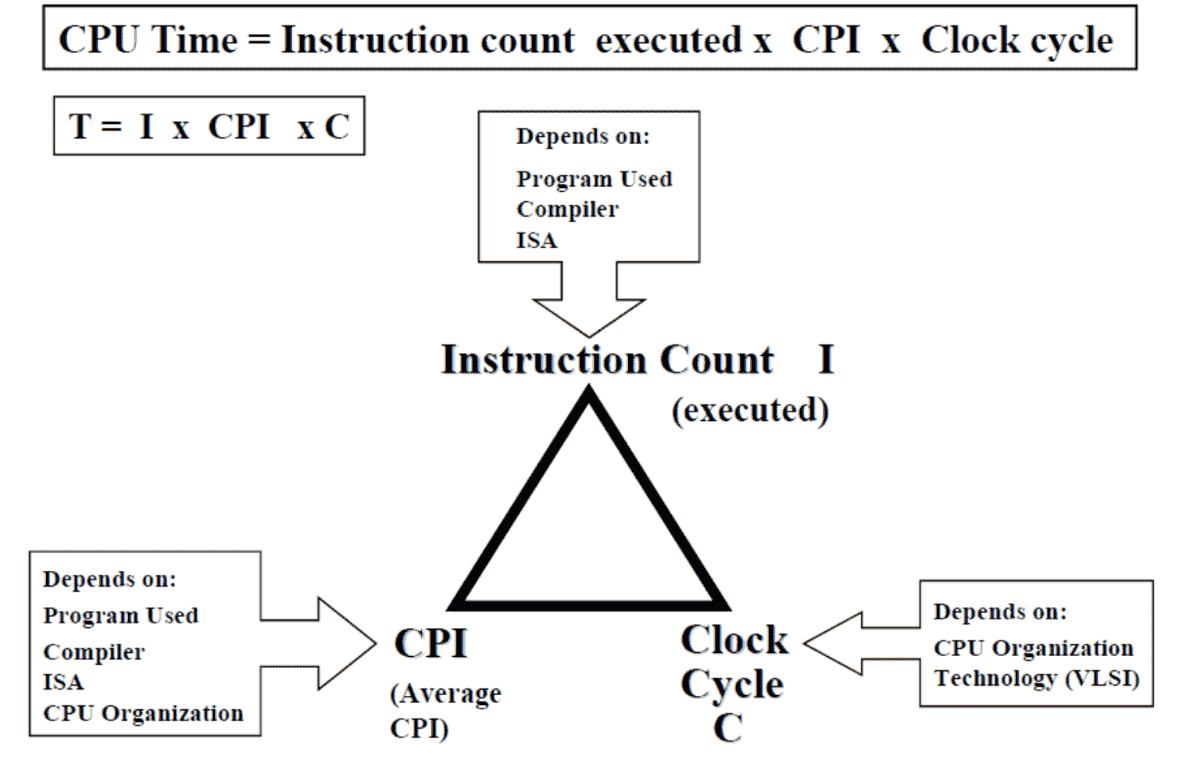 CPU Time = Instruction count executed x CPI x Clock cycle
T = I x CPI x C
Depends on:
Program Used
Compiler
ISA
Instruction Count I
(executed)
Depends on:
Program Used
Compiler
ISA
CPU Organization
CPI
(Average
CPI)
Clock
Cycle
C
Depends on:
CPU Organization
Technology (VLSI)